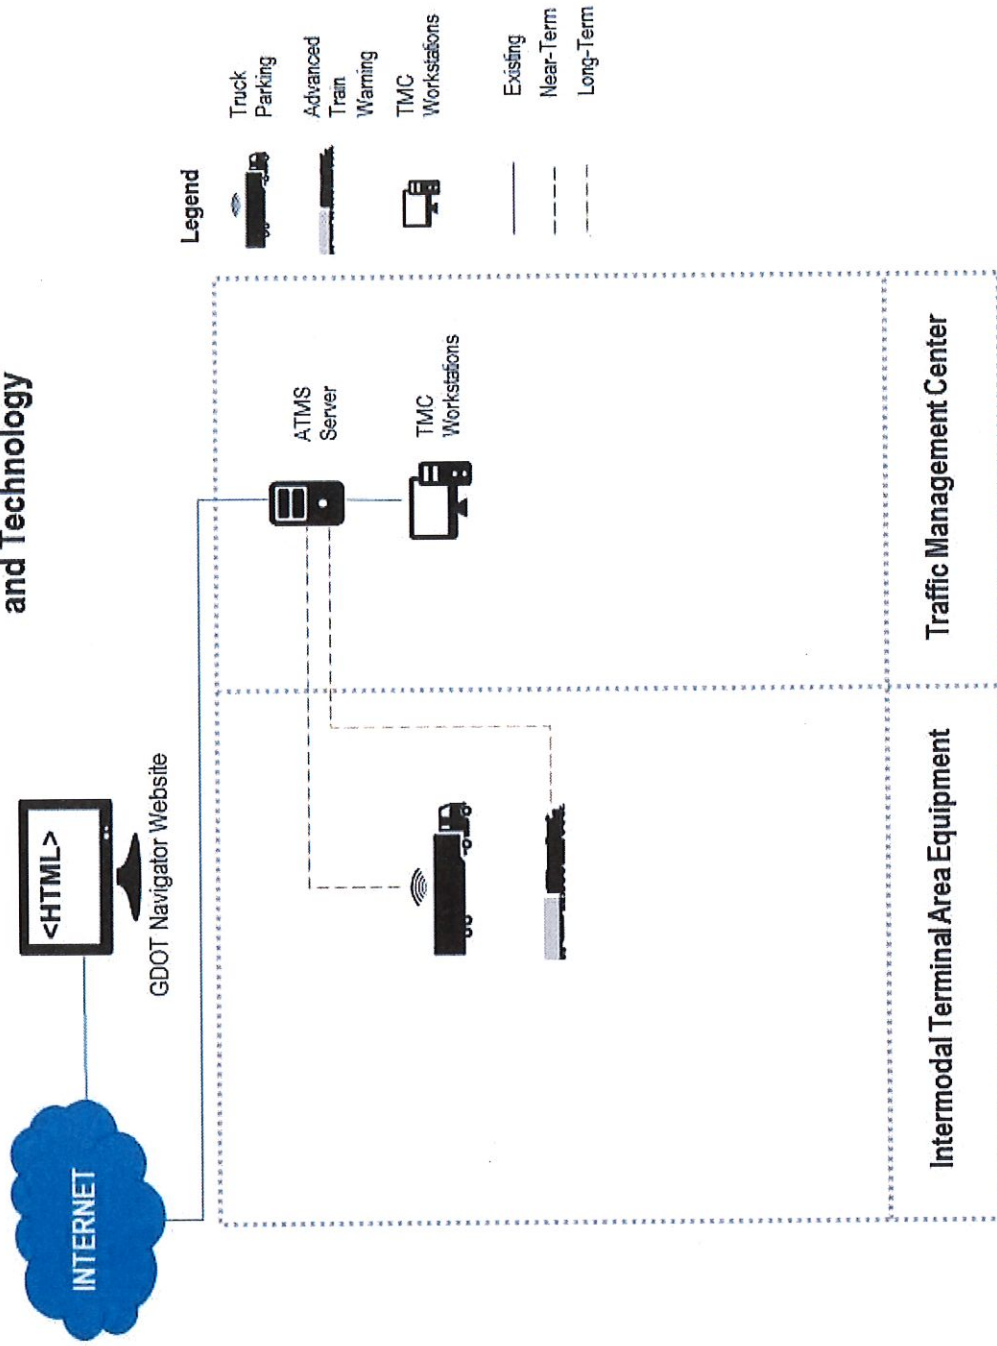 and Technology
INTERNET
<HTML>
GDOT Navigator Website
ATMS
Server
TMC
Workstations
Intermodal Terminal Area Equipment
Traffic Management Center
Legend
Truck
Parking
Advanced
Train
Warning
TMC
Workstations
Existing
Near-Term
Long-Term